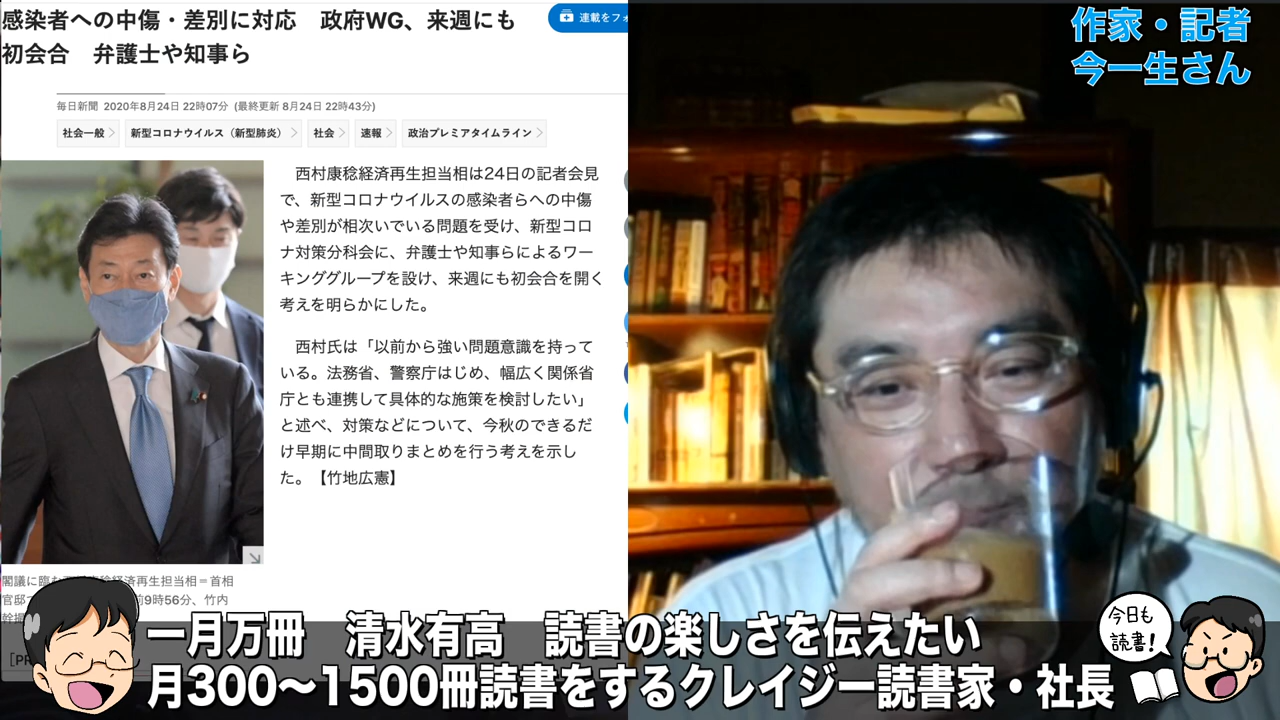 感染者への中傷・差別に対応　政府WG、来週にも
初会合　弁護士や知事ら
連載をフォ
毎日新聞 2020年8月24日 22時07分 (最終更新 8月24日 22時43分)
社会一般
新型コロナウイルス（新型肺炎）
社会
速報
政治プレミアタイムライン
西村康稔経済再生担当相は24日の記者会見
で、新型コロナウイルスの感染者らへの中傷
や差別が相次いでいる問題を受け、新型コロ
ナ対策分科会に、弁護士や知事らによるワー
キンググループを設け、来週にも初会合を開く
考えを明らかにした。
西村氏は「以前から強い問題意識を持って
いる。法務省、警察庁はじめ、幅広く関係省
庁とも連携して具体的な施策を検討したい」
と述べ、対策などについて、今秋のできるだ
け早期に中間取りまとめを行う考えを示し
た。【竹地広憲】
閣議に臨む 経済再生担当相＝首相
官邸で 前9時56分、竹内
幹撮
[PR
作家・記者
今一生さん
一月万冊　清水有高　読書の楽しさを伝えたい
月300〜1500冊読書をするクレイジー読書家・社長
今日も
読書!